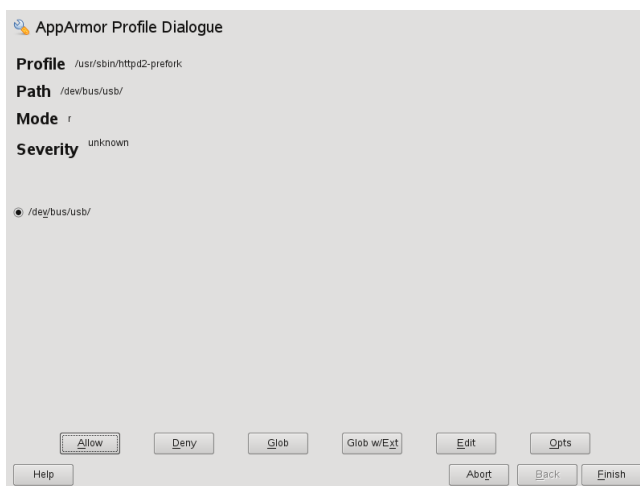 AppArmor Profile Dialogue
Profile /usr/sbin/httpd2-prefork
Path /dev/bus/usb/
Mode r
Severity unknown
/dev/bus/usb/
Allow Deny Glob Glob w/Ext Edit Opts
Help Abort Back Finish